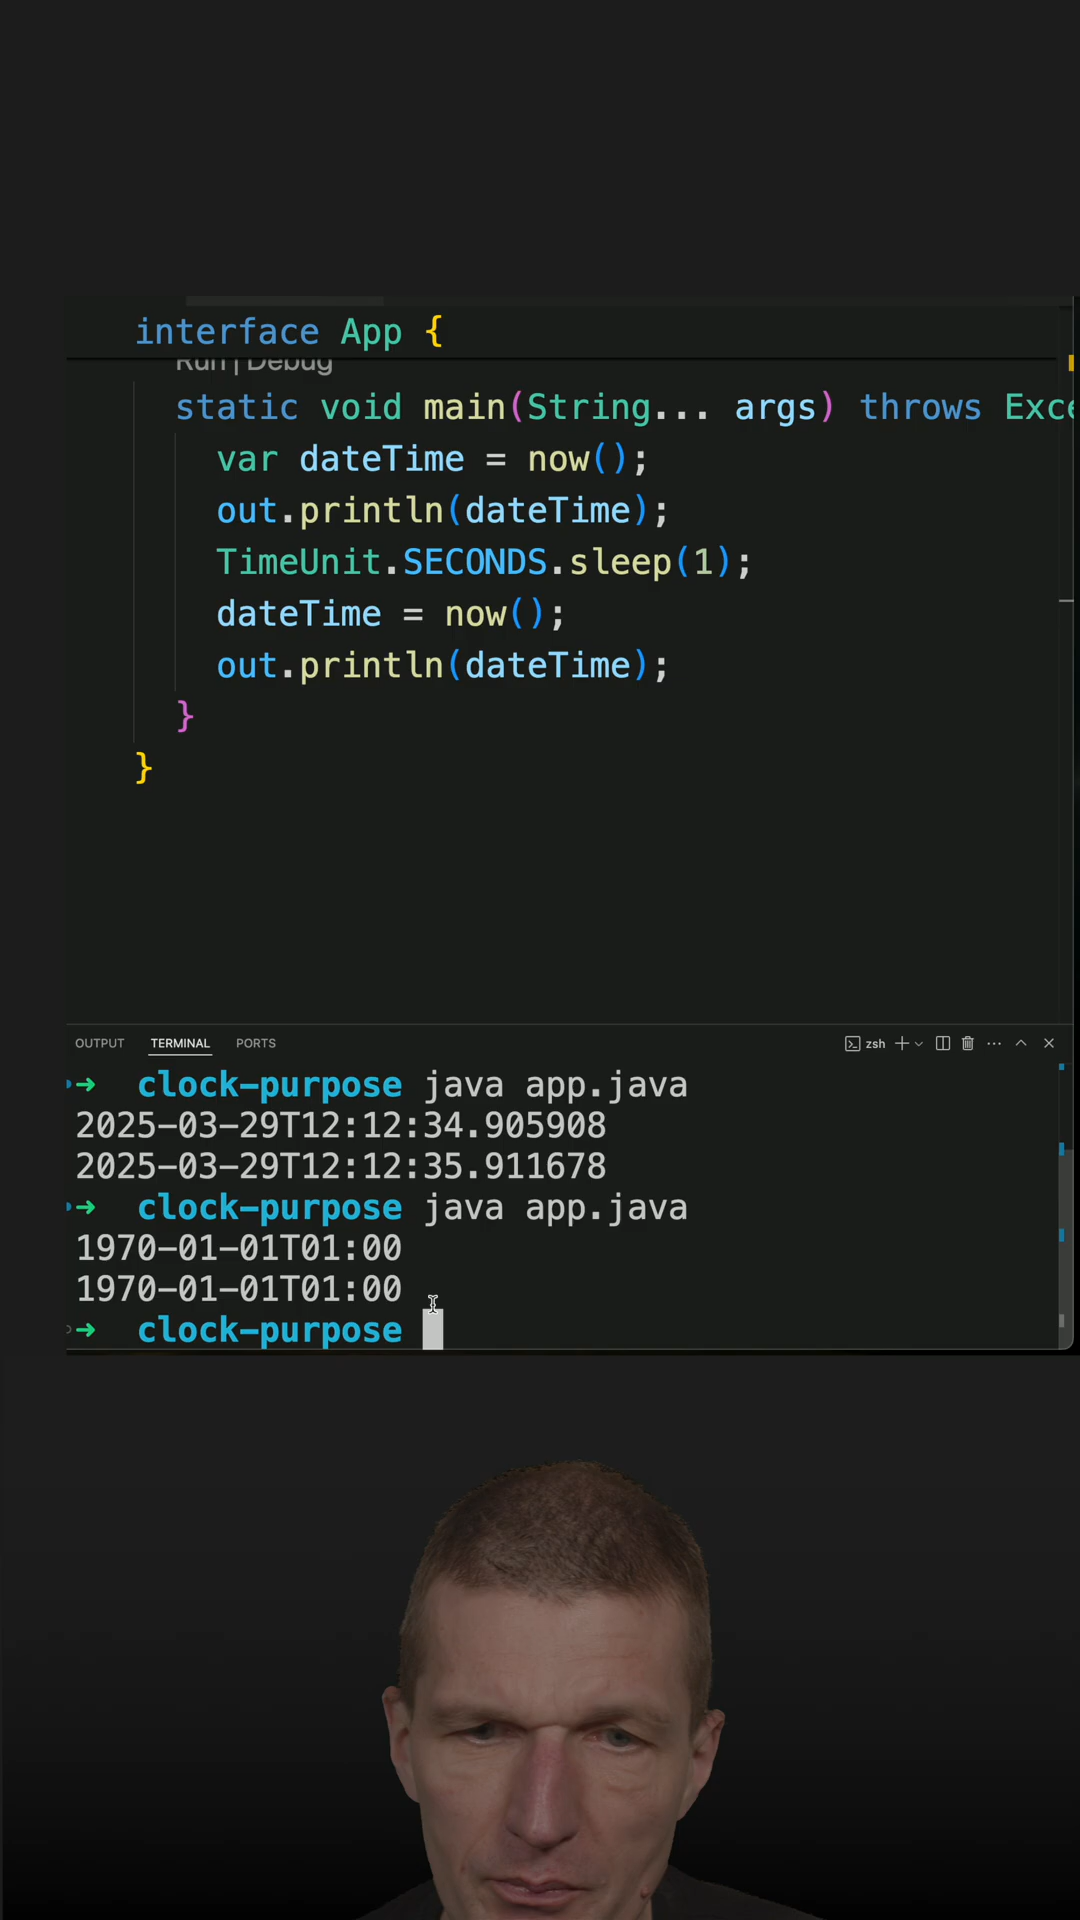 interface App {
Run | Debug
static void main(String... args) throws Exce
var dateTime = now();
out.println(dateTime);
TimeUnit.SECONDS.sleep(1);
dateTime = now();
out.println(dateTime);
}
}
OUTPUT TERMINAL PORTS zsh
→ clock-purpose java app.java
2025-03-29T12:12:34.905908
2025-03-29T12:12:35.911678
→ clock-purpose java app.java
1970-01-01T01:00
1970-01-01T01:00
→ clock-purpose